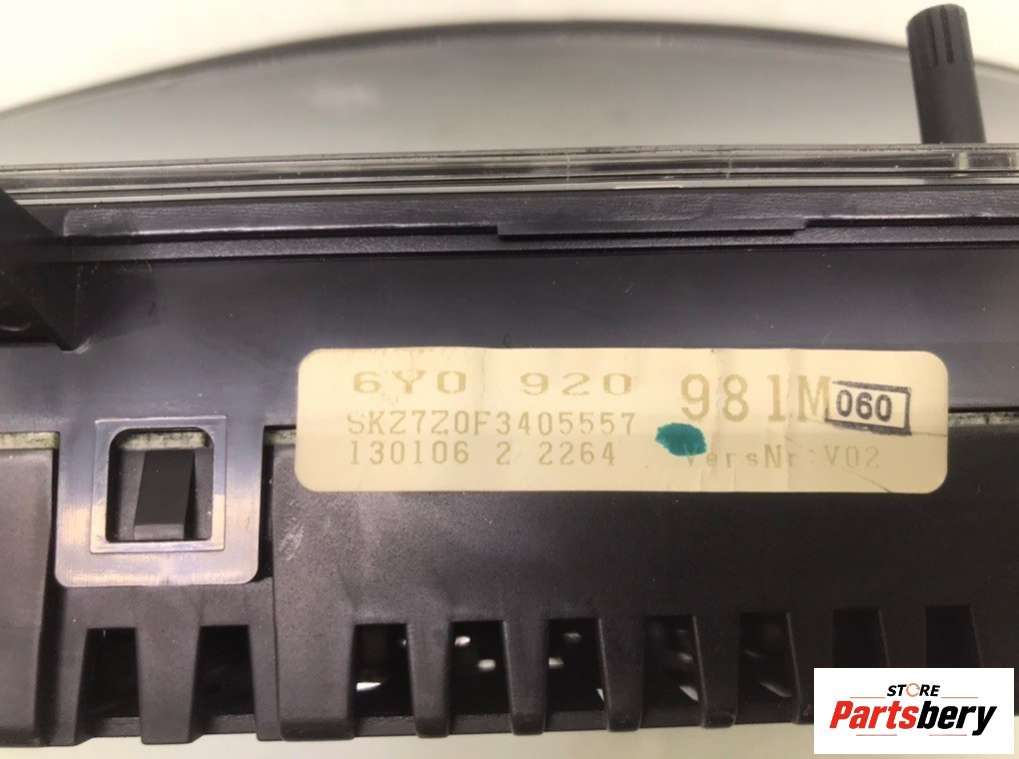 6Y0 920 981M 060
SKZ7Z0F3405557
130106 2 2264 VersNr:V02
STORE
Partsbery